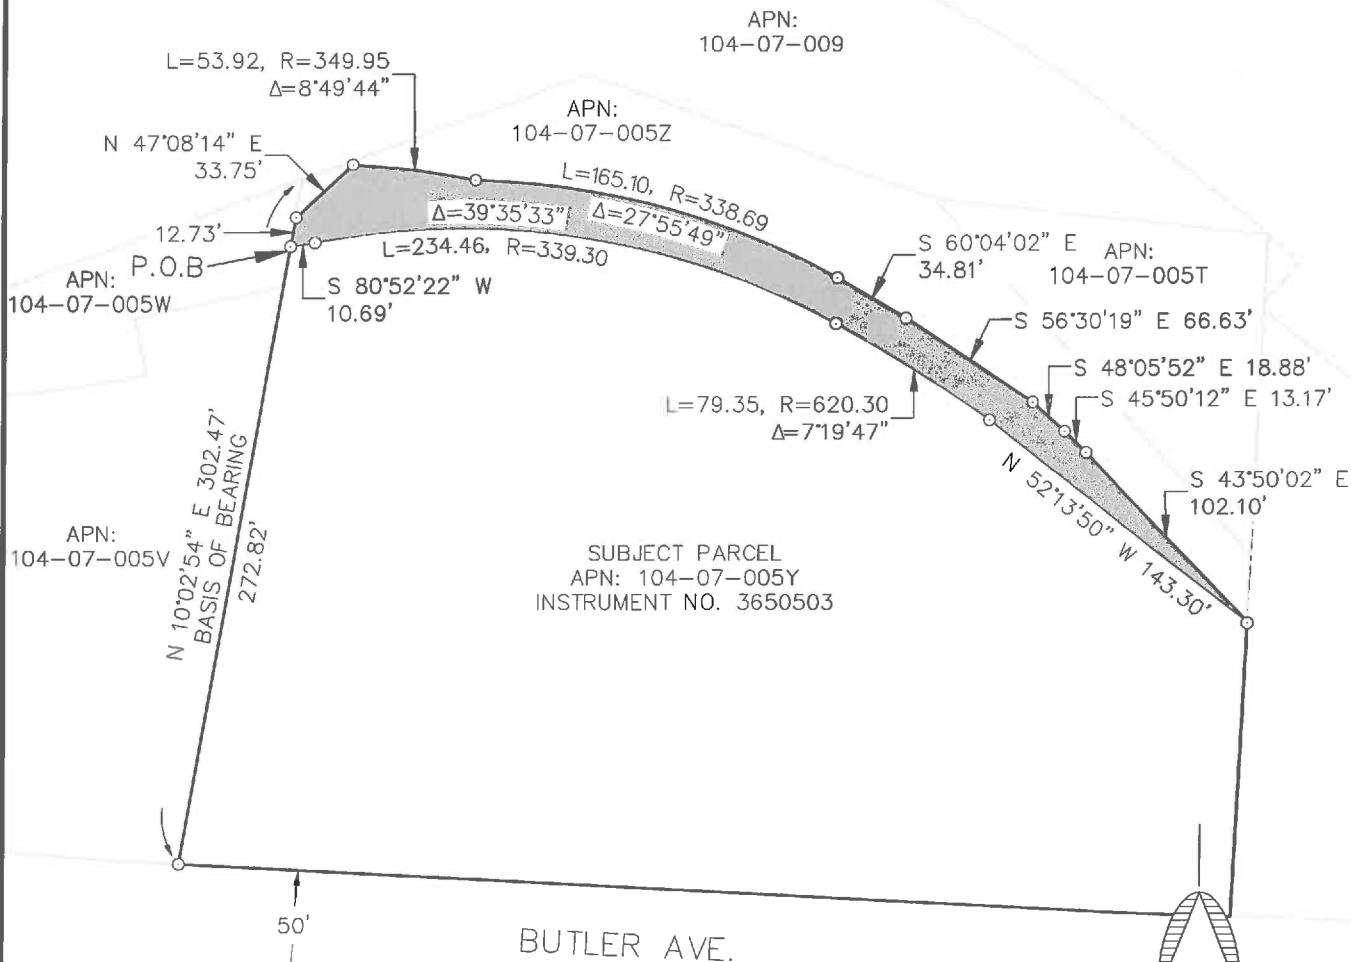 APN:
104-07-009
L=53.92, R=349.95
Δ=8°49'44"
APN:
104-07-005Z
N 47°08'14" E
33.75'
L=165.10, R=338.69
Δ=27°55'49"
Δ=39°35'33"
L=234.46, R=339.30
12.73'
P.O.B
APN:
104-07-005W
S 80°52'22" W
10.69'
S 60°04'02" E
34.81'
APN:
104-07-005T
S 56°30'19" E 66.63'
S 48°05'52" E 18.88'
S 45°50'12" E 13.17'
L=79.35, R=620.30
Δ=7°19'47"
S 43°50'02" E
102.10'
N 52°13'50" W 143.30'
N 10°02'54" E 302.47'
BASIS OF BEARING
272.82'
APN:
104-07-005V
SUBJECT PARCEL
APN: 104-07-005Y
INSTRUMENT NO. 3650503
50'
BUTLER AVE.